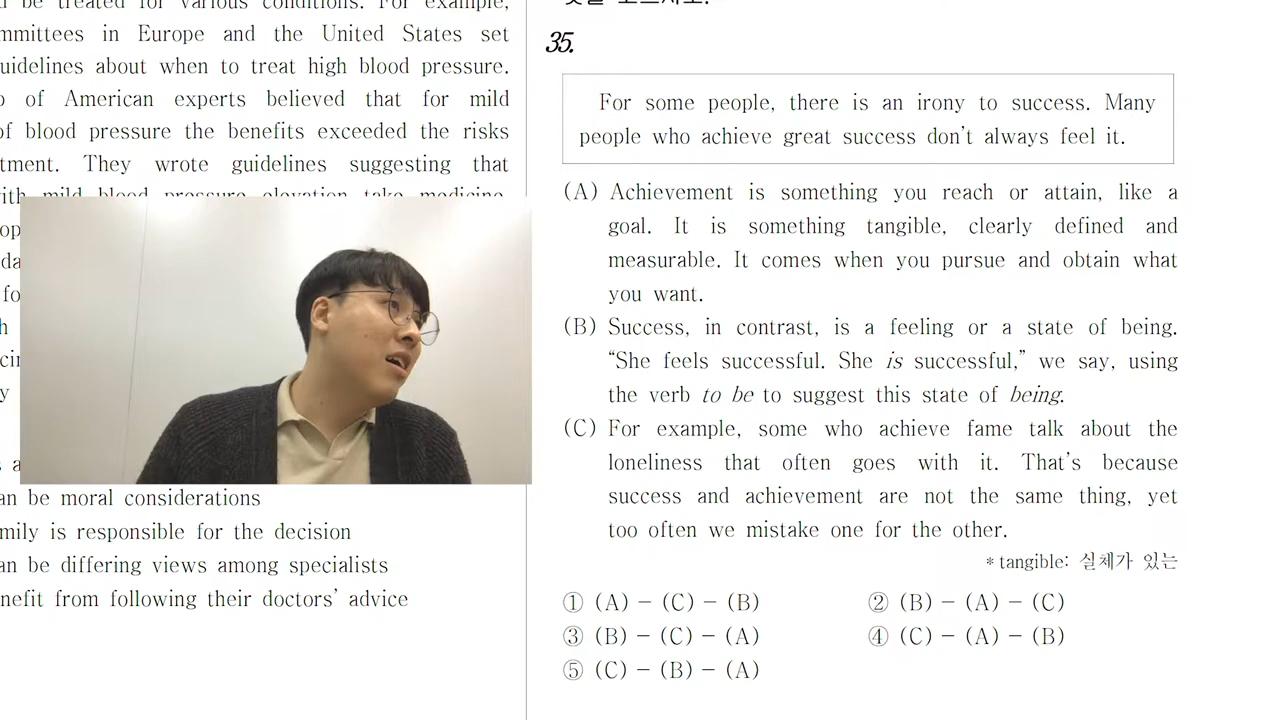 be treated for various conditions. For example,
in Europe and the United States set
about when to treat high blood pressure.
of American experts believed that for mild
of blood pressure the benefits exceeded the risks
They wrote guidelines suggesting that
mild blood pressure elevation take medicine.
be moral considerations
is responsible for the decision
be differing views among specialists
from following their doctors’ advice
35.
For some people, there is an irony to success. Many
people who achieve great success don’t always feel it.
(A) Achievement is something you reach or attain, like a
goal. It is something tangible, clearly defined and
measurable. It comes when you pursue and obtain what
you want.
(B) Success, in contrast, is a feeling or a state of being.
“She feels successful. She is successful,” we say, using
the verb to be to suggest this state of being.
(C) For example, some who achieve fame talk about the
loneliness that often goes with it. That’s because
success and achievement are not the same thing, yet
too often we mistake one for the other.
* tangible: 실체가 있는
① (A) - (C) - (B)
② (B) - (A) - (C)
③ (B) - (C) - (A)
④ (C) - (A) - (B)
⑤ (C) - (B) - (A)